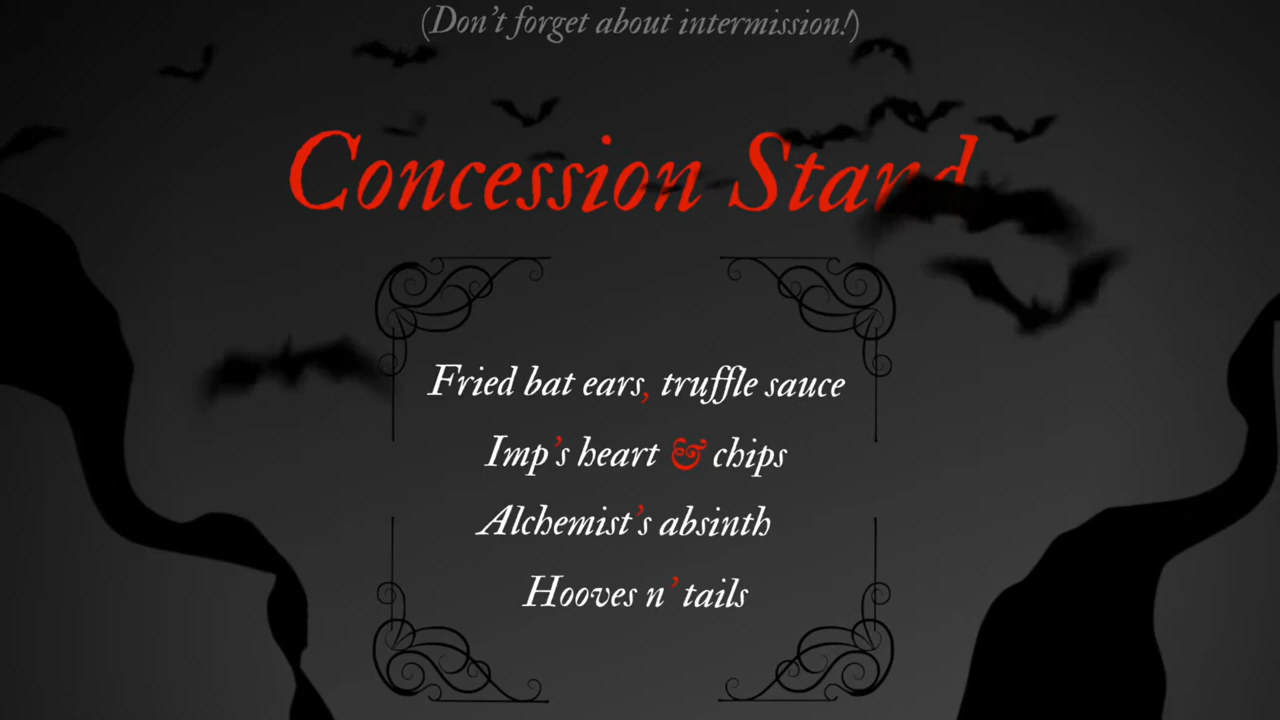 (Don’t forget about intermission!)
Concession Stand
Fried bat ears, truffle sauce
Imp’s heart & chips
Alchemist’s absinth
Hooves n’ tails